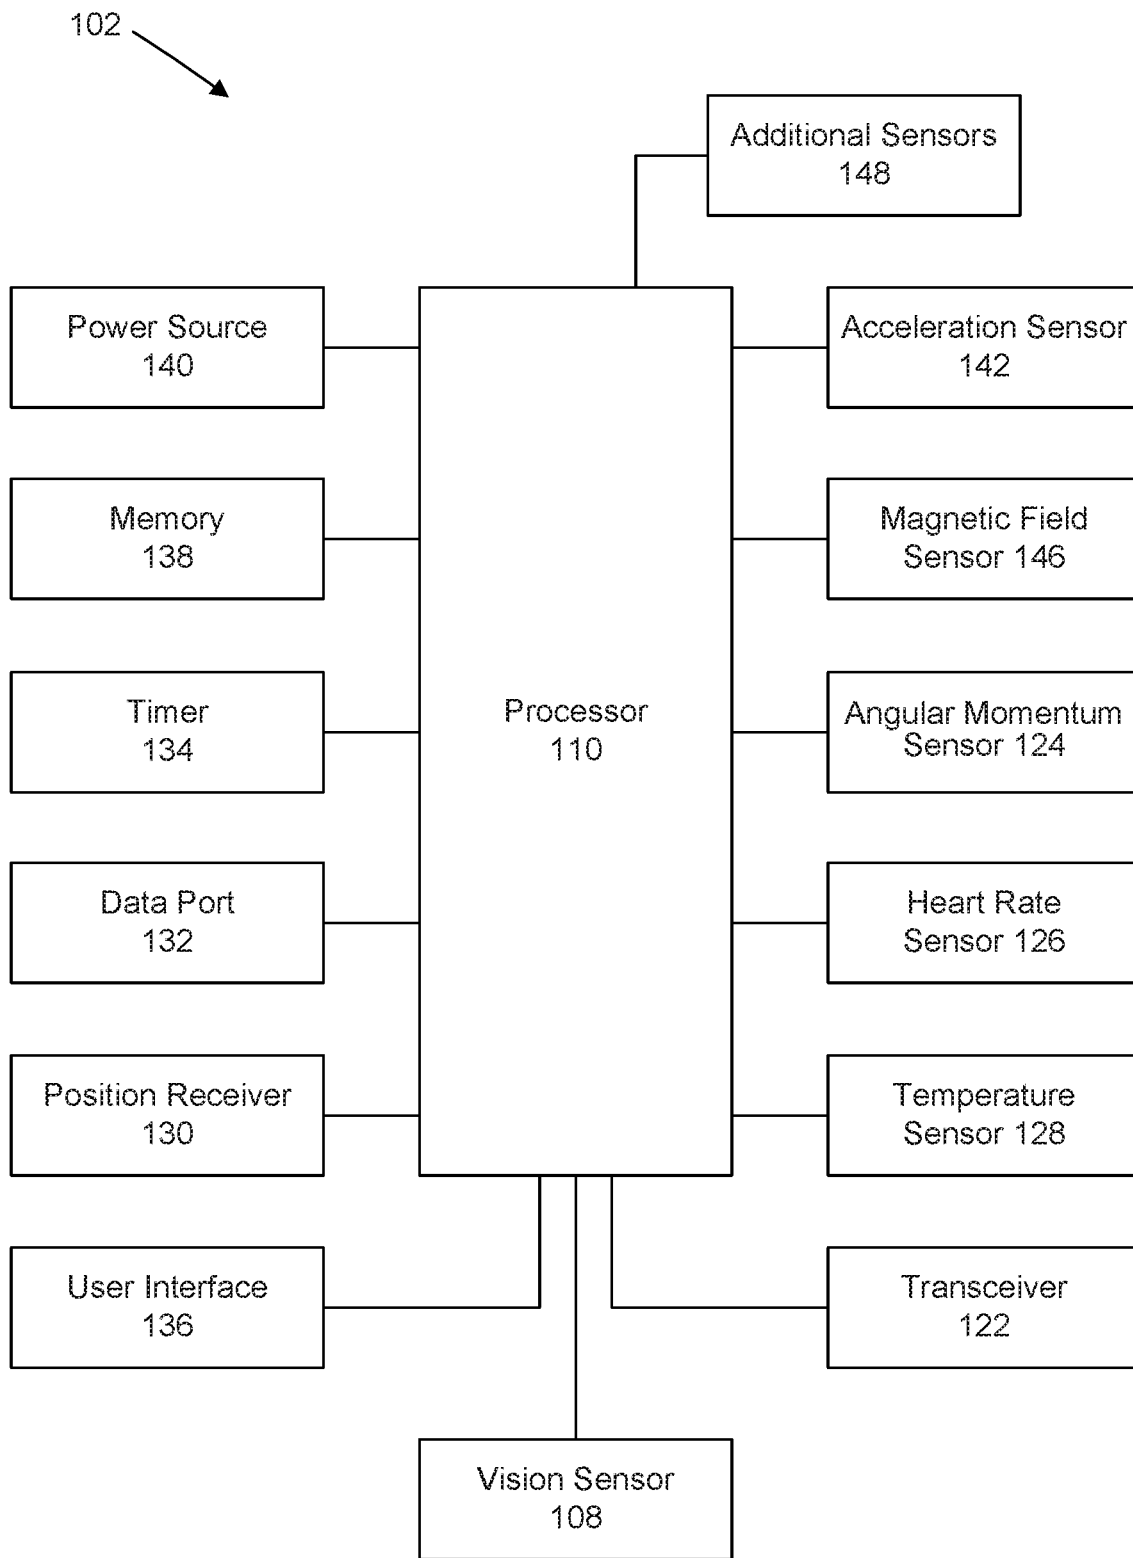 102
Additional Sensors
148
Power Source
140
Acceleration Sensor
142
Memory
138
Magnetic Field
Sensor 146
Timer
134
Processor
110
Angular Momentum
Sensor 124
Data Port
132
Heart Rate
Sensor 126
Position Receiver
130
Temperature
Sensor 128
User Interface
136
Transceiver
122
Vision Sensor
108